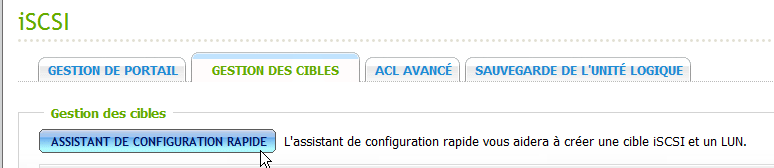 iSCSI
GESTION DE PORTAIL GESTION DES CIBLES ACL AVANCÉ SAUVEGARDE DE L'UNITÉ LOGIQUE
Gestion des cibles
ASSISTANT DE CONFIGURATION RAPIDE L'assistant de configuration rapide vous aidera à créer une cible iSCSI et un LUN.